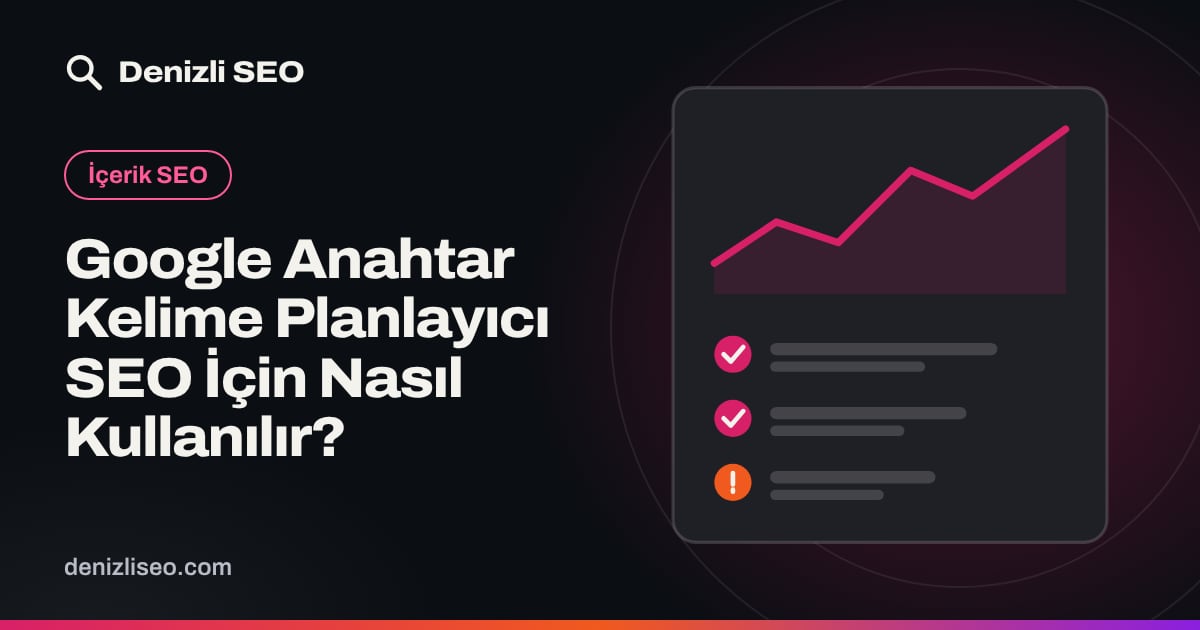 Denizli SEO
İçerik SEO
Google Anahtar
Kelime Planlayıcı
SEO İçin Nasıl
Kullanılır?
denizliseo.com